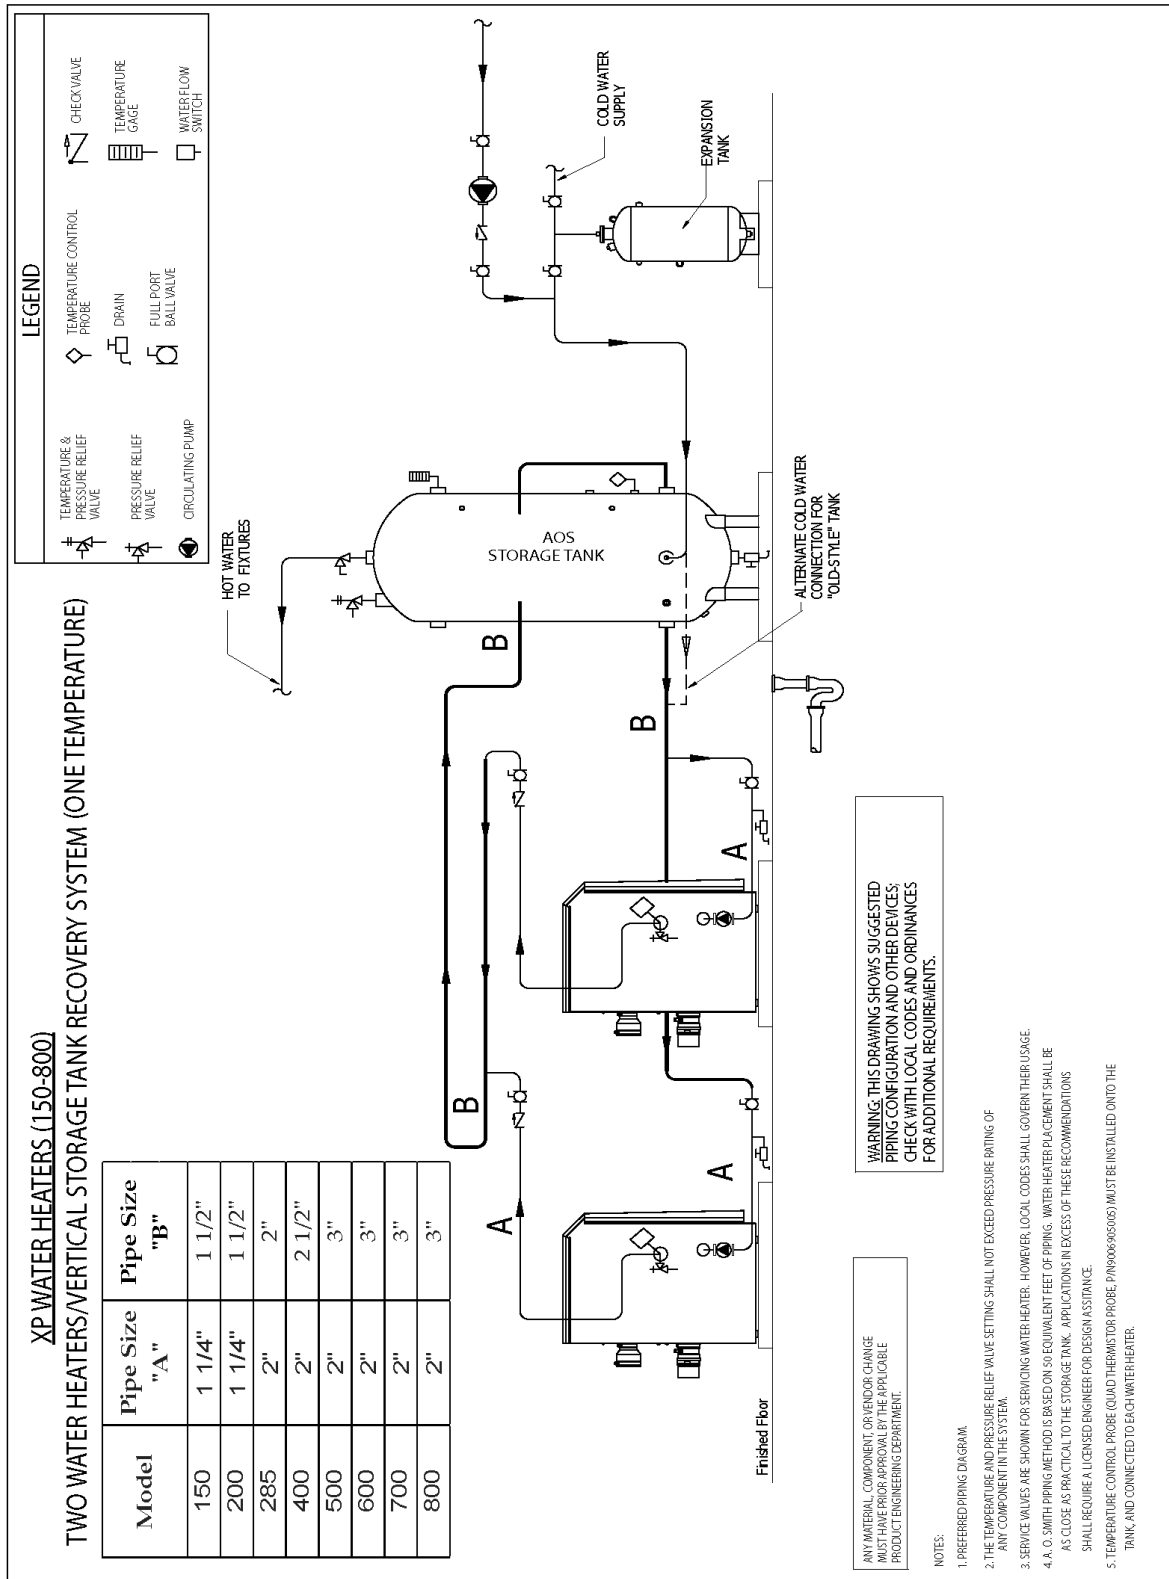 XP WATER HEATERS (150-800)
TWO WATER HEATERS/VERTICAL STORAGE TANK RECOVERY SYSTEM (ONE TEMPERATURE)
LEGEND
TEMPERATURE &
PRESSURE RELIEF
VALVE
PRESSURE RELIEF
VALVE
CIRCULATING PUMP
TEMPERATURE CONTROL
PROBE
DRAIN
FULL PORT
BALL VALVE
CHECK VALVE
TEMPERATURE
GAGE
WATER FLOW
SWITCH
Model Pipe Size "A" Pipe Size "B"
150 1 1/4" 1 1/2"
200 1 1/4" 1 1/2"
285 2" 2"
400 2" 2 1/2"
500 2" 3"
600 2" 3"
700 2" 3"
800 2" 3"
HOT WATER
TO FIXTURES
COLD WATER
SUPPLY
EXPANSION
TANK
AOS
STORAGE TANK
B
B
B
A
A
A
ALTERNATE COLD WATER
CONNECTION FOR
"OLD-STYLE" TANK
Finished Floor
ANY MATERIAL, COMPONENT, OR VENDOR CHANGE
MUST HAVE PRIOR APPROVAL BY THE APPLICABLE
PRODUCT ENGINEERING DEPARTMENT.
WARNING: THIS DRAWING SHOWS SUGGESTED
PIPING CONFIGURATION AND OTHER DEVICES;
CHECK WITH LOCAL CODES AND ORDINANCES
FOR ADDITIONAL REQUIREMENTS.
NOTES:
1. PREFERRED PIPING DIAGRAM.
2. THE TEMPERATURE AND PRESSURE RELIEF VALVE SETTING SHALL NOT EXCEED PRESSURE RATING OF
ANY COMPONENT IN THE SYSTEM.
3. SERVICE VALVES ARE SHOWN FOR SERVICING WATER HEATER. HOWEVER, LOCAL CODES SHALL GOVERN THEIR USAGE.
4. A. O. SMITH PIPING METHOD IS BASED ON 50 EQUIVALENT FEET OF PIPING. WATER HEATER PLACEMENT SHALL BE
AS CLOSE AS PRACTICAL TO THE STORAGE TANK. APPLICATIONS IN EXCESS OF THESE RECOMMENDATIONS
SHALL REQUIRE A LICENSED ENGINEER FOR DESIGN ASSITANCE.
5. TEMPERATURE CONTROL PROBE (QUAD THERMISTOR PROBE, P/N9006905005) MUST BE INSTALLED ONTO THE
TANK, AND CONNECTED TO EACH WATER HEATER.